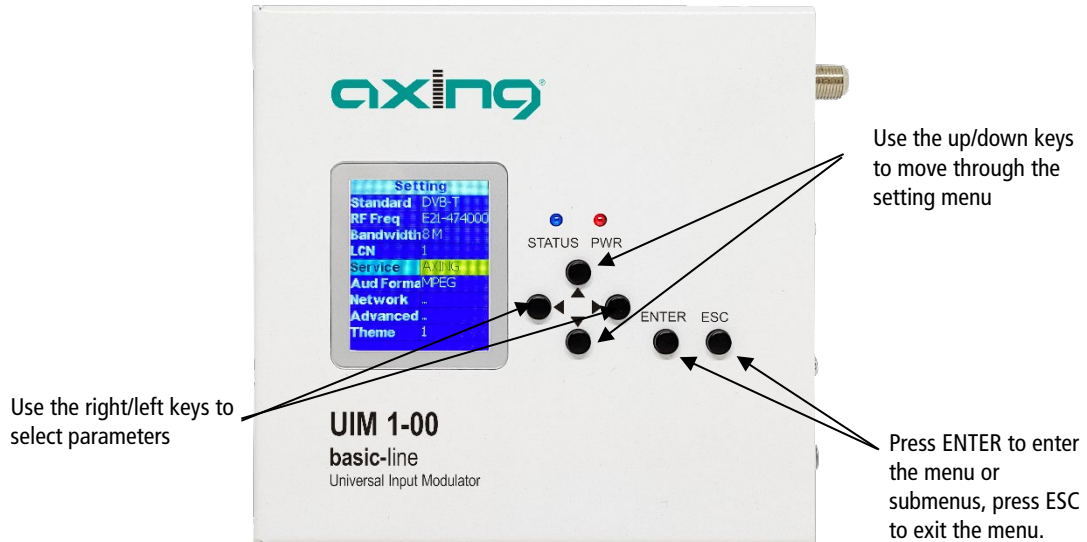 axing®
Use the up/down keys
to move through the
setting menu
Setting
Standard DVB-T
RF Freq E21-474000
Bandwidth 8 M
LCN 1
Service AXING
Aud Forma MPEG
Network ...
Advanced ...
Theme 1
STATUS PWR
ENTER ESC
Use the right/left keys to
select parameters
UIM 1-00
basic-line
Universal Input Modulator
Press ENTER to enter
the menu or
submenus, press ESC
to exit the menu.